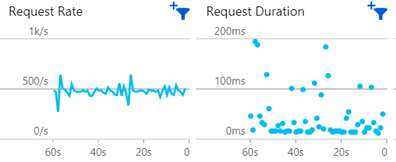 Request Rate
1k/s
500/s
0/s
60s 40s 20s 0
Request Duration
200ms
100ms
0ms
60s 40s 20s 0